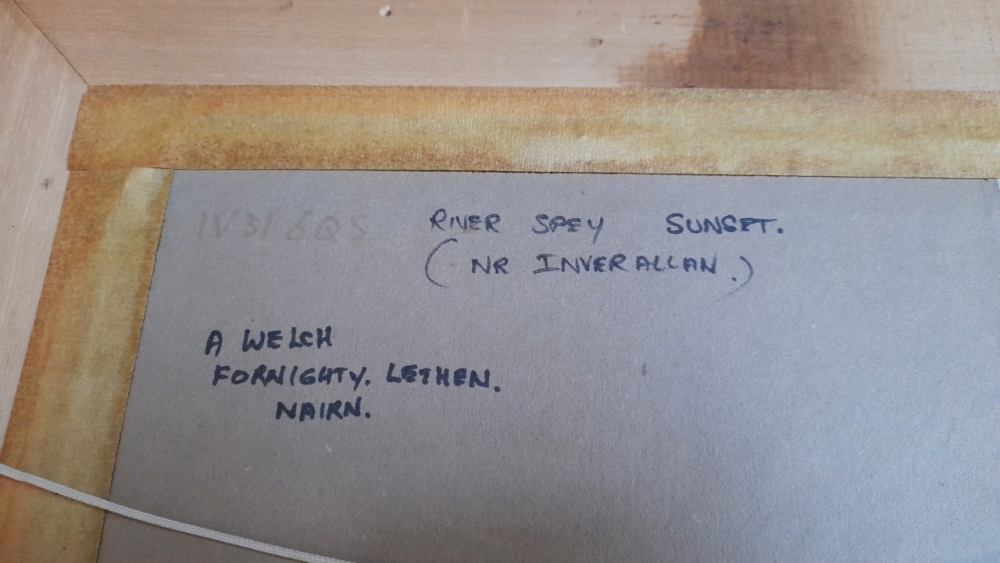 IV31 6QS
RIVER SPEY SUNSET.
(NR INVERALLAN.)
A WELCH
FORNIGHTY. LETHEN.
NAIRN.